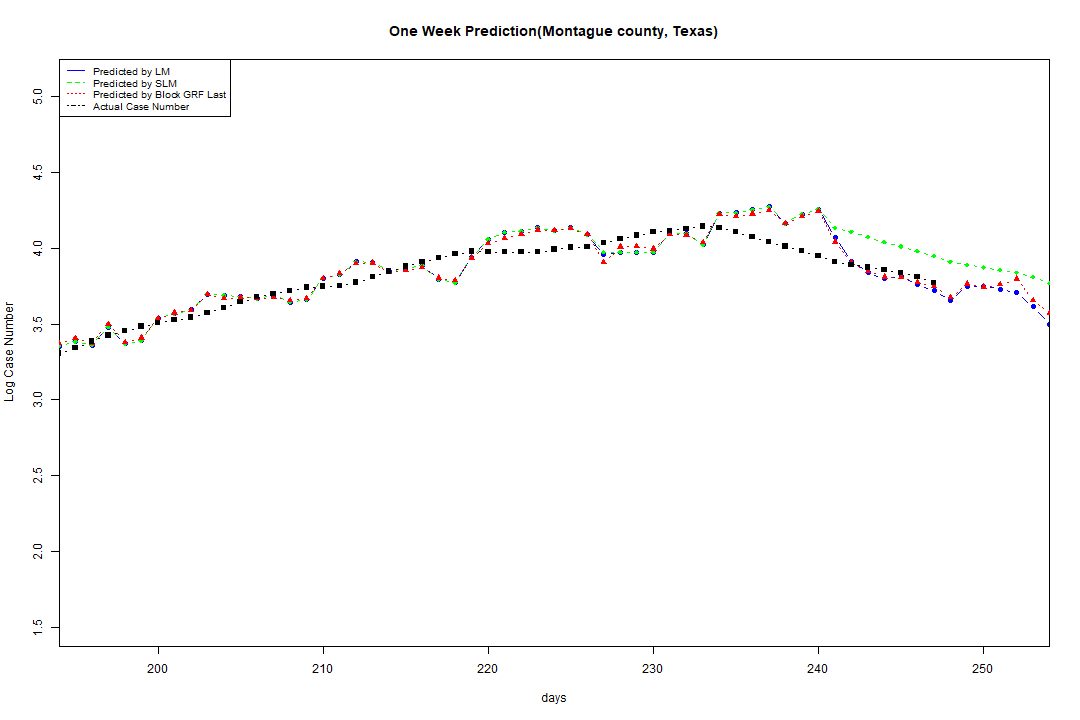 One Week Prediction(Montague county, Texas)
Predicted by LM
Predicted by SLM
Predicted by Block GRF Last
Actual Case Number
5.0
4.5
4.0
3.5
3.0
2.5
2.0
1.5
Log Case Number
200 210 220 230 240 250
days